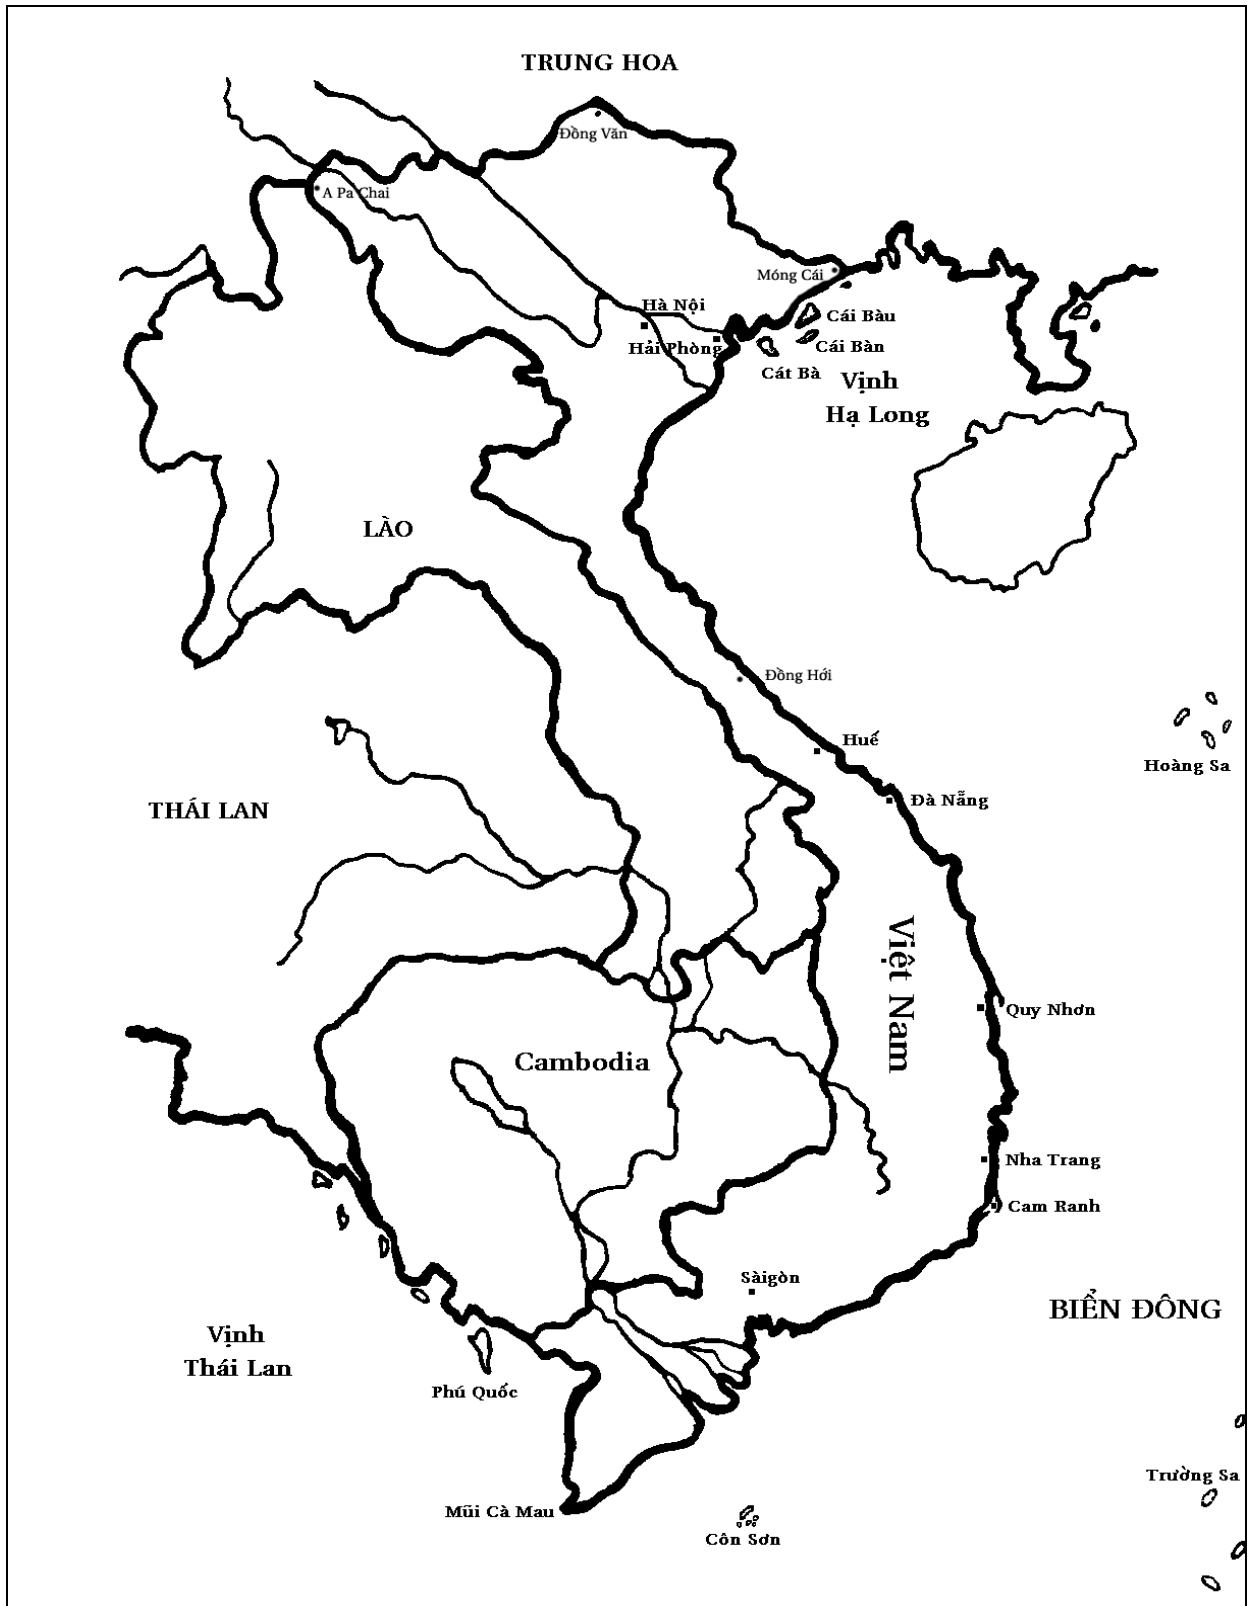 TRUNG HOA
Đồng Văn
A Pa Chai
Móng Cái
Hà Nội
Cái Bàu
Hải Phòng
Cái Bàn
Cát Bà
Vịnh
Hạ Long
LÀO
Đồng Hới
Huế
Hoàng Sa
Đà Nẵng
THÁI LAN
Việt Nam
Quy Nhơn
Cambodia
Nha Trang
Cam Ranh
Sàigòn
BIỂN ĐÔNG
Vịnh
Thái Lan
Phú Quốc
Trường Sa
Mũi Cà Mau
Côn Sơn